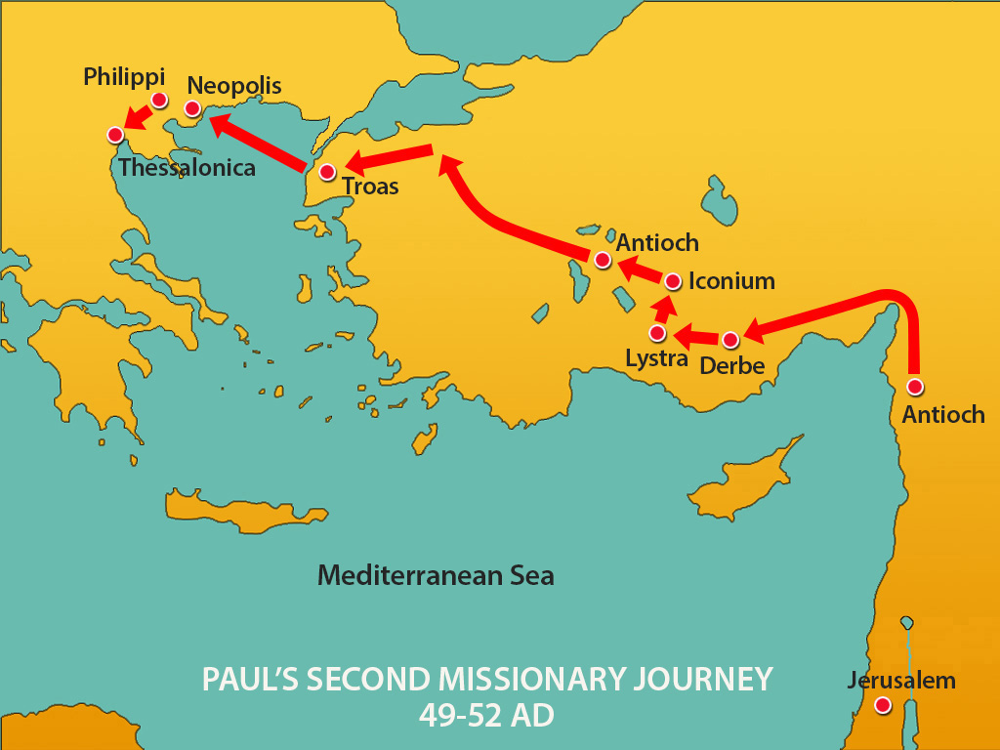 Philippi
Neopolis
Thessalonica
Troas
Antioch
Iconium
Lystra
Derbe
Antioch
Mediterranean Sea
PAUL’S SECOND MISSIONARY JOURNEY
49-52 AD
Jerusalem